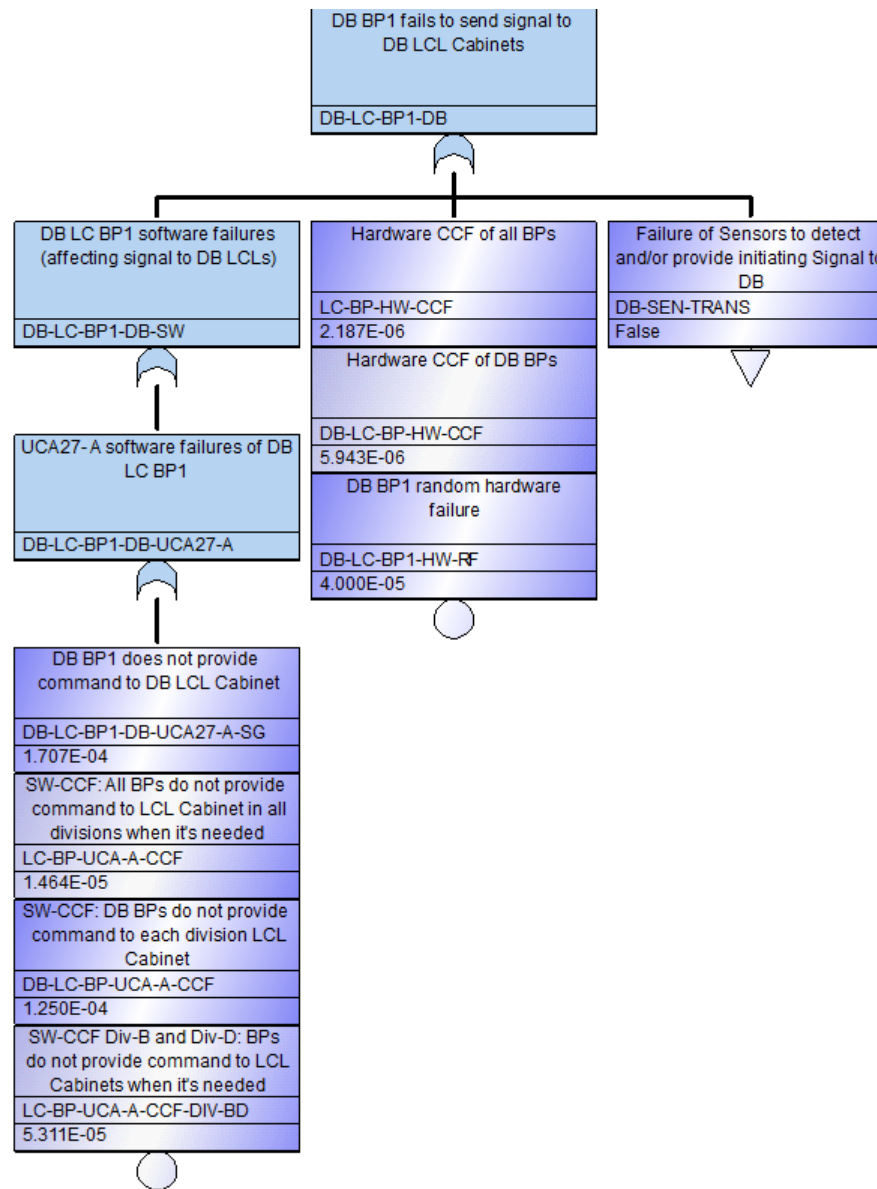 DB BP1 fails to send signal to
DB LCL Cabinets
DB-LC-BP1-DB
DB LC BP1 software failures
(affecting signal to DB LCLs)
DB-LC-BP1-DB-SW
UCA27-A software failures of DB
LC BP1
DB-LC-BP1-DB-UCA27-A
DB BP1 does not provide
command to DB LCL Cabinet
DB-LC-BP1-DB-UCA27-A-SG
1.707E-04
SW-CCF: All BPs do not provide
command to LCL Cabinet in all
divisions when it's needed
LC-BP-UCA-A-CCF
1.464E-05
SW-CCF: DB BPs do not provide
command to each division LCL
Cabinet
DB-LC-BP-UCA-A-CCF
1.250E-04
SW-CCF Div-B and Div-D: BPs
do not provide command to LCL
Cabinets when it's needed
LC-BP-UCA-A-CCF-DIV-BD
5.311E-05
Hardware CCF of all BPs
LC-BP-HW-CCF
2.187E-06
Hardware CCF of DB BPs
DB-LC-BP-HW-CCF
5.943E-06
DB BP1 random hardware
failure
DB-LC-BP1-HW-RF
4.000E-05
Failure of Sensors to detect
and/or provide initiating Signal to
DB
DB-SEN-TRANS
False